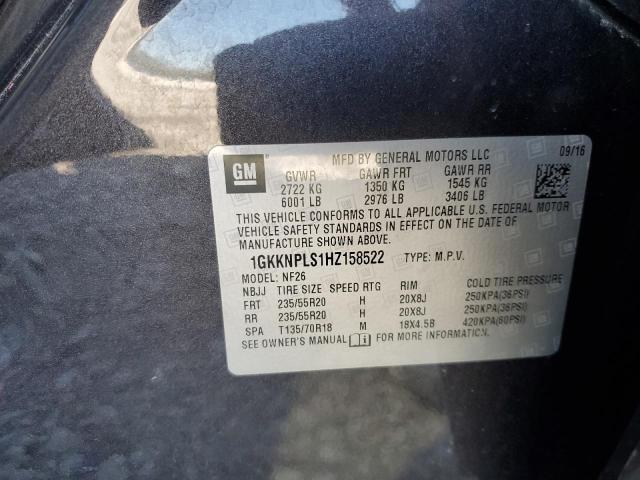 GM
MFD BY GENERAL MOTORS LLC 09/16
GVWR GAWR FRT GAWR RR
2722 KG 1350 KG 1545 KG
6001 LB 2976 LB 3406 LB
THIS VEHICLE CONFORMS TO ALL APPLICABLE U.S. FEDERAL MOTOR
VEHICLE SAFETY STANDARDS IN EFFECT ON THE DATE OF
MANUFACTURE SHOWN ABOVE.
1GKKNPLS1HZ158522 TYPE: M.P.V.
MODEL: NF26
NBJJ TIRE SIZE SPEED RTG RIM COLD TIRE PRESSURE
FRT 235/55R20 H 20X8J 250KPA(36PSI)
RR 235/55R20 H 20X8J 250KPA(36PSI)
SPA T135/70R18 M 18X4.5B 420KPA(60PSI)
SEE OWNER'S MANUAL FOR MORE INFORMATION.